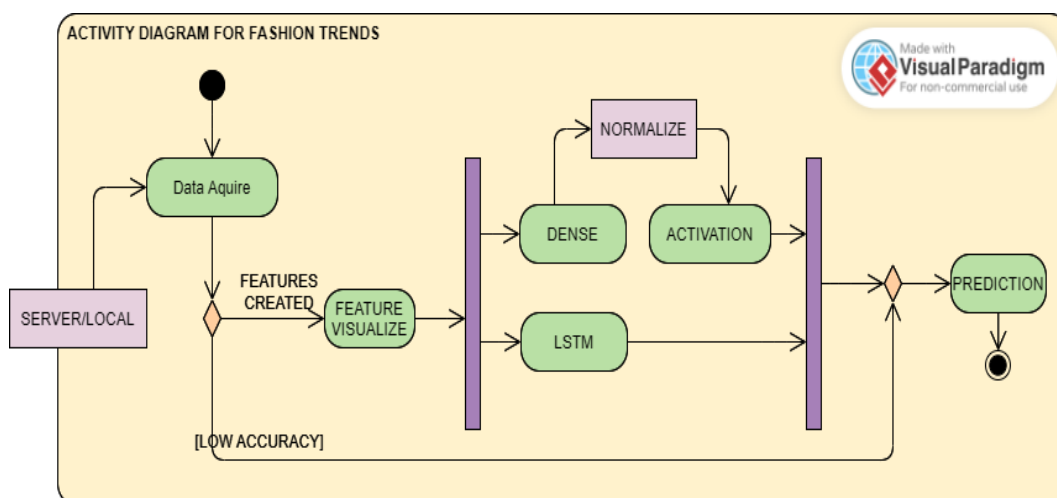 ACTIVITY DIAGRAM FOR FASHION TRENDS
Made with
Visual Paradigm
For non-commercial use
NORMALIZE
Data Aquire
DENSE
ACTIVATION
SERVER/LOCAL
FEATURES
CREATED
FEATURE
VISUALIZE
PREDICTION
LSTM
[LOW ACCURACY]